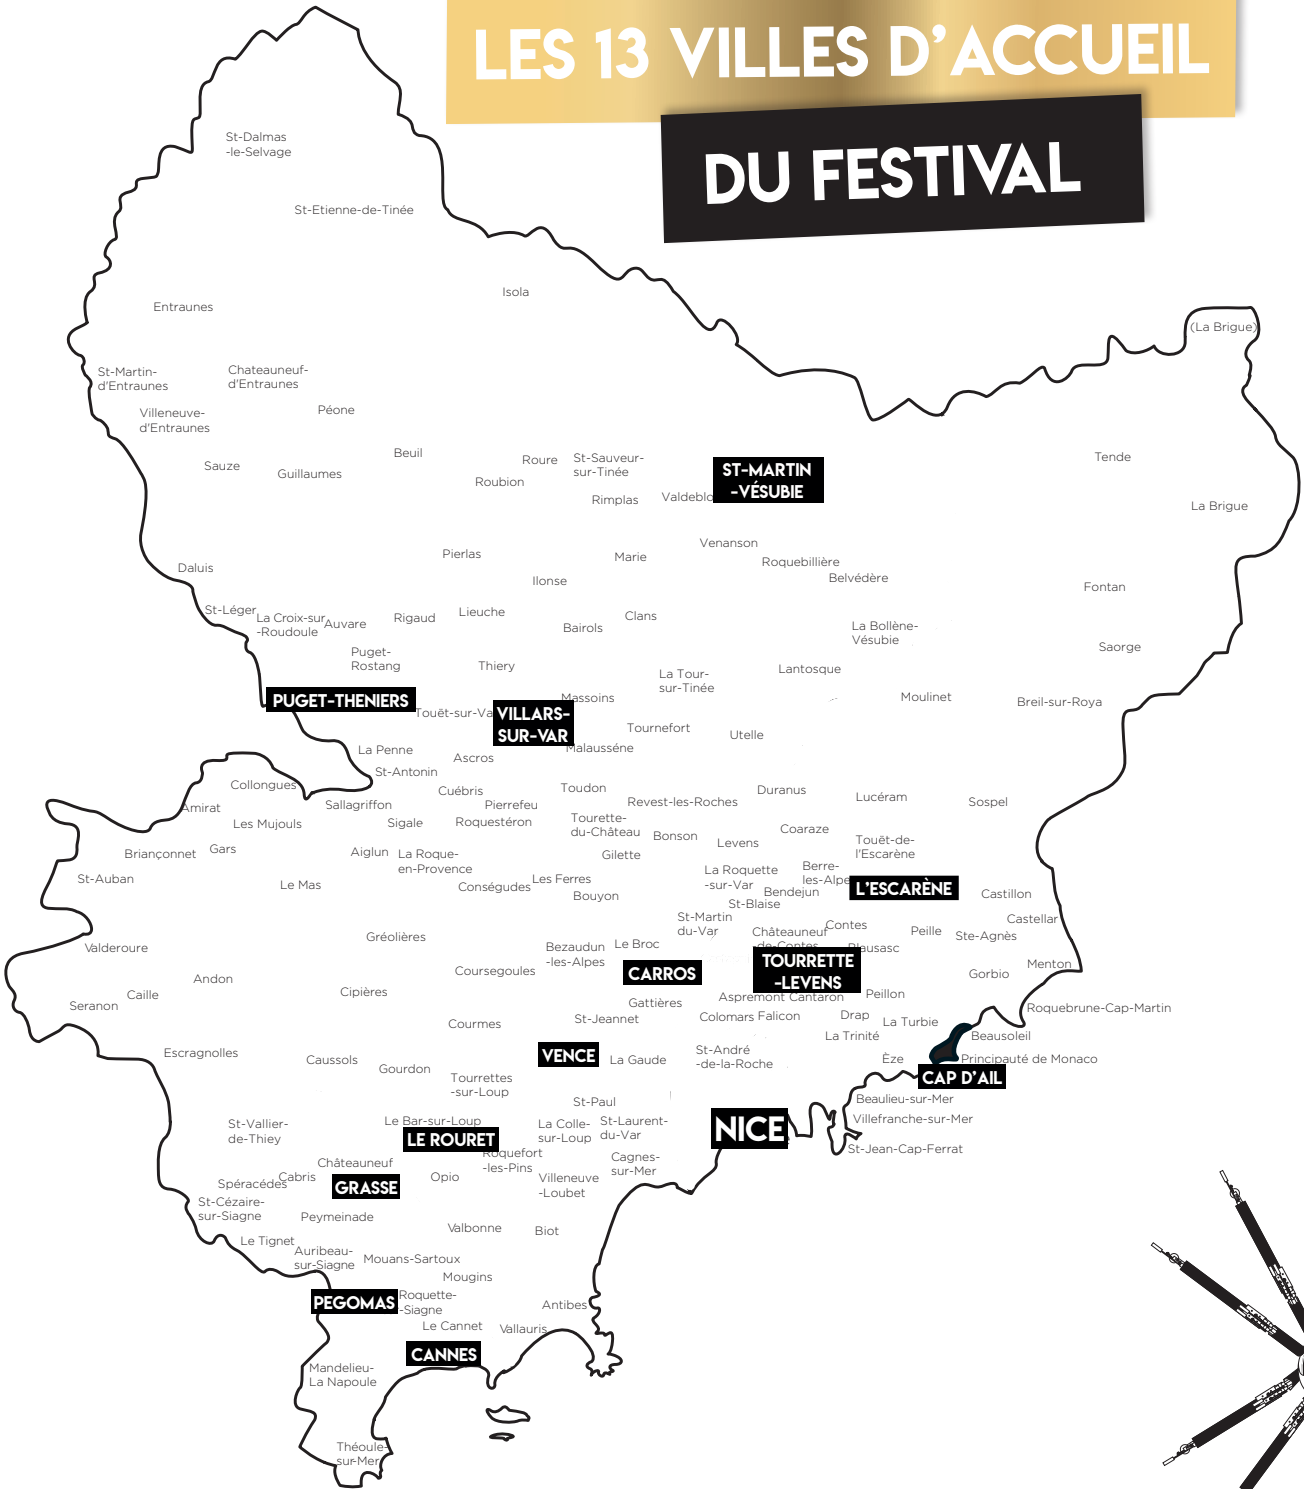 LES 13 VILLES D'ACCUEIL
DU FESTIVAL
St-Dalmas
-le-Selvage
St-Etienne-de-Tinée
Isola
Entraunes
(La Brigue)
St-Martin-
d'Entraunes
Chateauneuf-
d'Entraunes
Villeneuve-
d'Entraunes
Péone
Beuil
Sauze
Guillaumes
Roure
St-Sauveur-
sur-Tinée
Roubion
Rimplas
Valdeblo
ST-MARTIN
-VÉSUBIE
Tende
La Brigue
Venanson
Pierlas
Marie
Roquebillière
Belvédère
Daluis
Ilonse
Fontan
St-Léger
La Croix-sur
-Roudoule
Auvare
Rigaud
Lieuche
Clans
Bairols
La Bollène-
Vésubie
Saorge
Puget-
Rostang
Thiery
La Tour-
sur-Tinée
Lantosque
PUGET-THENIERS
Massoins
Moulinet
Breil-sur-Roya
Touët-sur-Va
VILLARS-
SUR-VAR
Tournefort
Utelle
Malausséne
La Penne
Ascros
St-Antonin
Collongues
Cuébris
Toudon
Duranus
Lucéram
Sospel
Amirat
Sallagriffon
Pierrefeu
Revest-les-Roches
Les Mujouls
Sigale
Roquestéron
Tourette-
du-Château
Bonson
Coaraze
Levens
Touët-de-
l'Escarène
Briançonnet
Gars
Aiglun
La Roque-
en-Provence
Gilette
La Roquette
-sur-Var
Berre-
les-Alpe
St-Auban
Le Mas
Conségudes
Les Ferres
Bouyon
Bendejun
L'ESCARÈNE
Castillon
St-Blaise
St-Martin
du-Var
Châteauneuf
de-Contes
Contes
Peille
Castellar
Ste-Agnès
Valderoure
Gréolières
Bezaudun
-les-Alpes
Le Broc
Plausasc
CARROS
TOURRETTE
-LEVENS
Menton
Gorbio
Andon
Coursegoules
Caille
Seranon
Cipières
Gattières
Aspremont
Cantaron
Peillon
Roquebrune-Cap-Martin
Courmes
St-Jeannet
Colomars
Falicon
Drap
La Turbie
La Trinité
Beausoleil
Escragnolles
Caussols
Gourdon
VENCE
La Gaude
St-André
-de-la-Roche
Èze
Principauté de Monaco
CAP D'AIL
Tourrettes
-sur-Loup
St-Paul
Beaulieu-sur-Mer
Villefranche-sur-Mer
St-Vallier-
de-Thiey
Le Bar-sur-Loup
LE ROURET
La Colle-
sur-Loup
St-Laurent-
du-Var
NICE
St-Jean-Cap-Ferrat
Roquefort
-les-Pins
Châteauneuf
Cagnes-
sur-Mer
Spéracédes
Cabris
GRASSE
Opio
Villeneuve
-Loubet
St-Cézaire-
sur-Siagne
Peymeinade
Valbonne
Biot
Le Tignet
Auribeau-
sur-Siagne
Mouans-Sartoux
Mougins
PEGOMAS
Roquette-
-Siagne
Antibes
Le Cannet
Vallauris
CANNES
Mandelieu-
La Napoule
Théoule-
sur-Mer